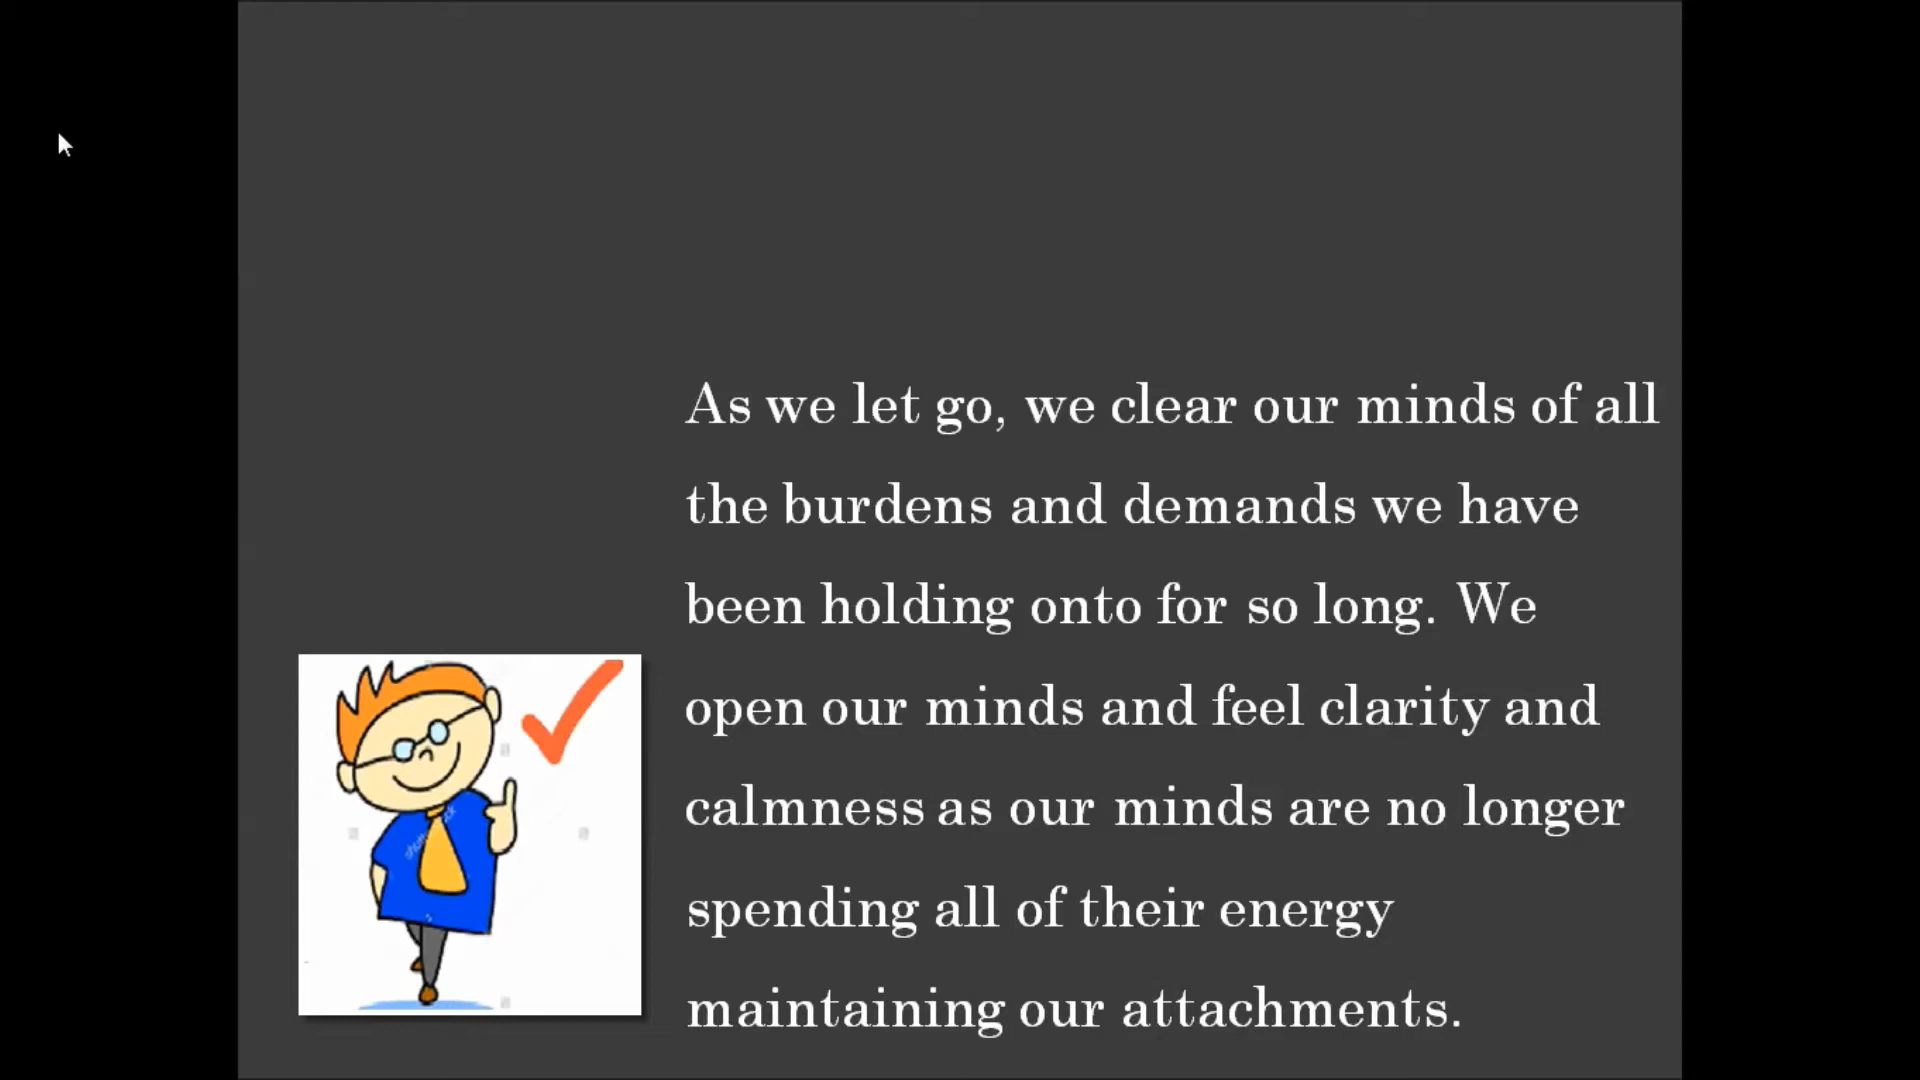 As we let go, we clear our minds of all
the burdens and demands we have
been holding onto for so long. We
open our minds and feel clarity and
calmness as our minds are no longer
spending all of their energy
maintaining our attachments.